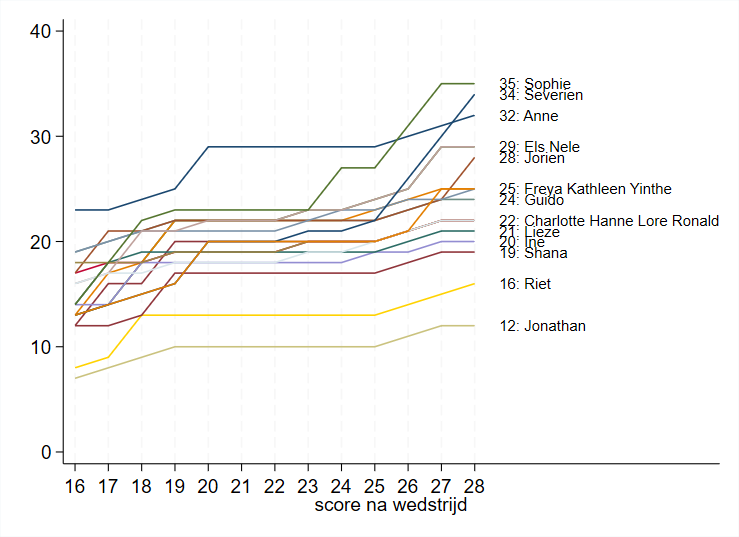 40
30
20
10
0
35: Sophie
34: Severien
32: Anne
29: Els Nele
28: Jorien
25: Freya Kathleen Yinthe
24: Guido
22: Charlotte Hanne Lore Ronald
21: Lieze
20: Ine
19: Shana
16: Riet
12: Jonathan
16 17 18 19 20 21 22 23 24 25 26 27 28
score na wedstrijd